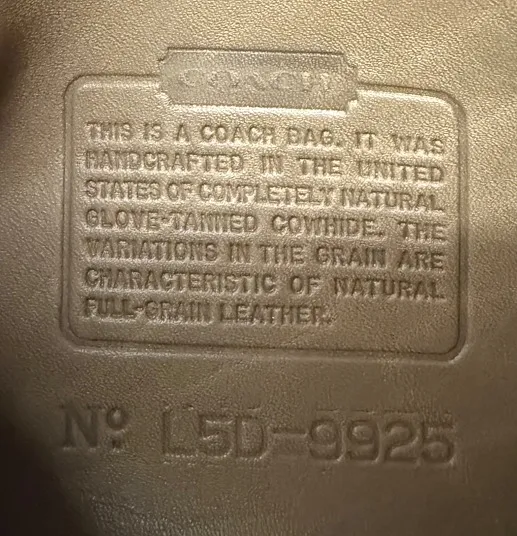 COACH
THIS IS A COACH BAG. IT WAS
HANDCRAFTED IN THE UNITED
STATES OF COMPLETELY NATURAL
GLOVE-TANNED COWHIDE. THE
VARIATIONS IN THE GRAIN ARE
CHARACTERISTIC OF NATURAL
FULL-GRAIN LEATHER.
Nº L5D-9925